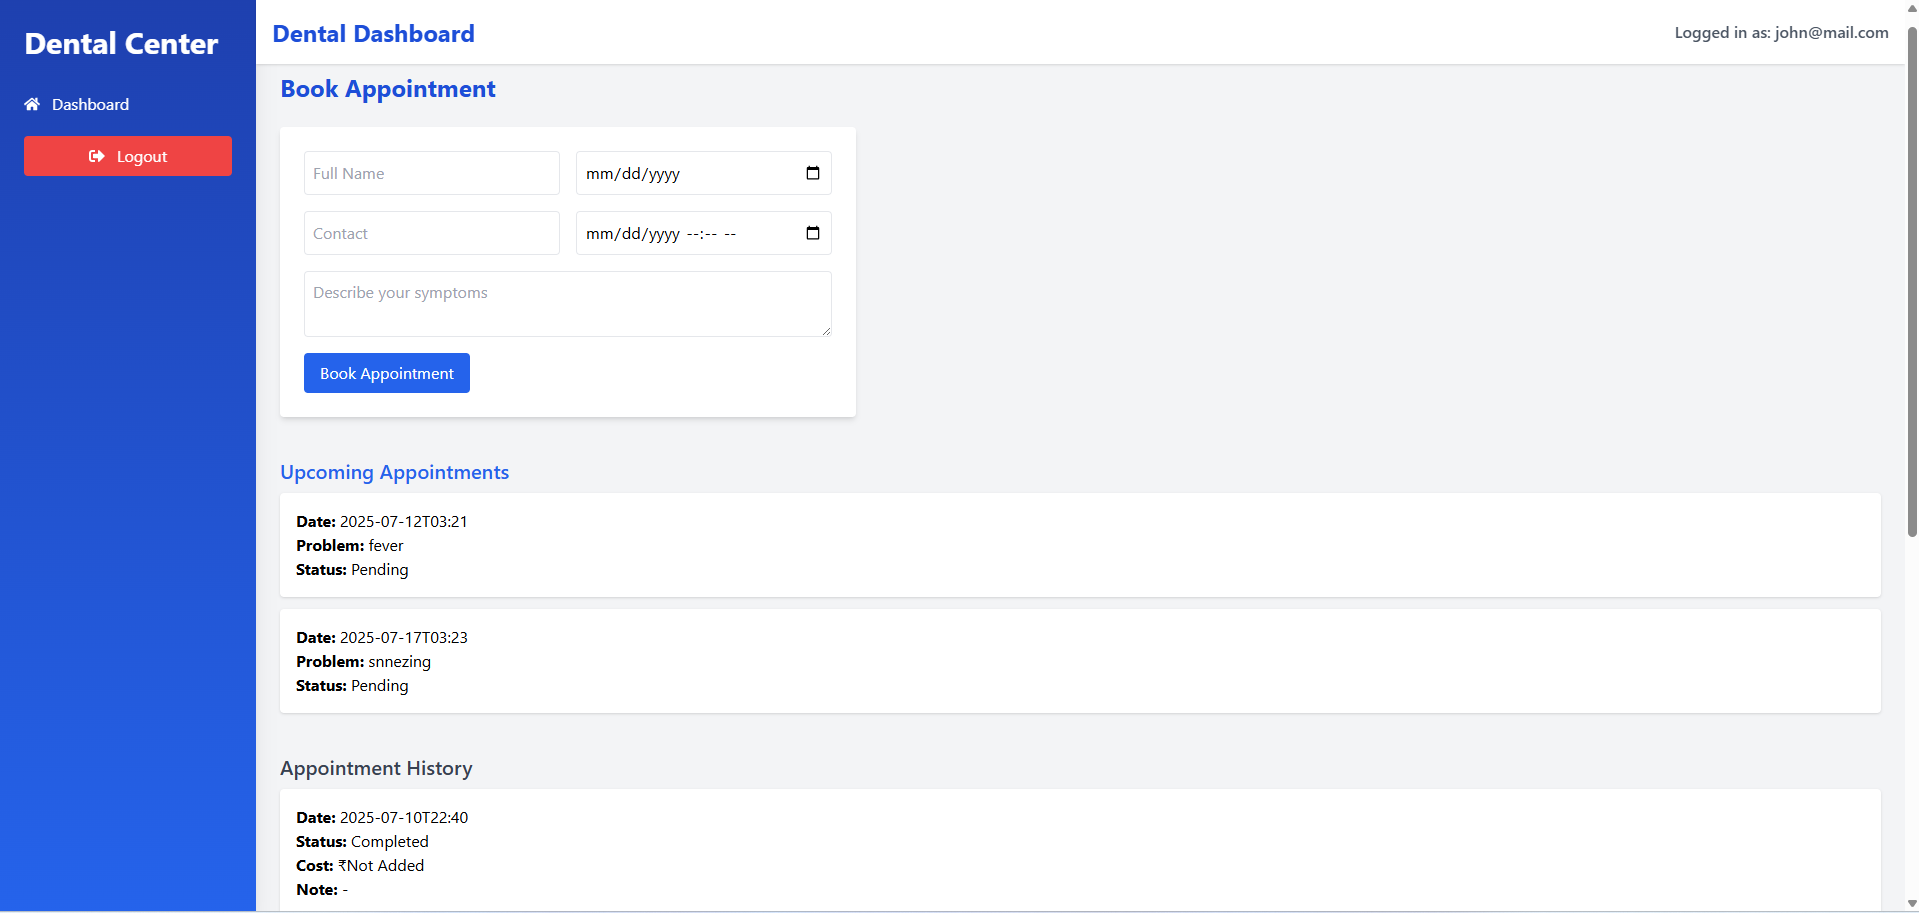 Dental Center
Dashboard
Logout
Dental Dashboard
Logged in as: john@mail.com
Book Appointment
Full Name
mm/dd/yyyy
Contact
mm/dd/yyyy --:-- --
Describe your symptoms
Book Appointment
Upcoming Appointments
Date: 2025-07-12T03:21
Problem: fever
Status: Pending
Date: 2025-07-17T03:23
Problem: snnezing
Status: Pending
Appointment History
Date: 2025-07-10T22:40
Status: Completed
Cost: ₹Not Added
Note: -